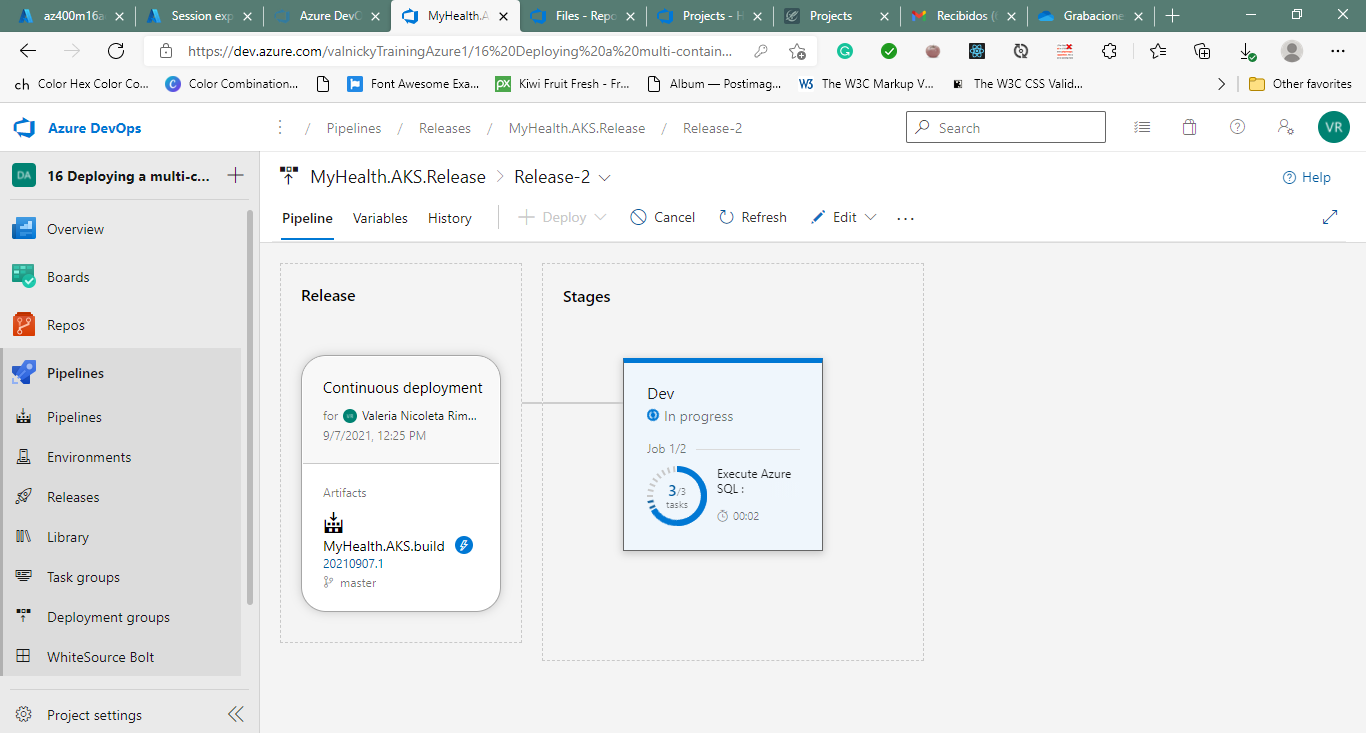 az400m16a
Session exp
Azure DevO
MyHealth.A
Files - Repo
Projects - H
Projects
Recibidos (
Grabacione
https://dev.azure.com/valnickyTrainingAzure1/16%20Deploying%20a%20multi-contain...
ch Color Hex Color Co...
C Color Combination...
Font Awesome Exa...
px Kiwi Fruit Fresh - Fr...
Album — Postimag...
W3 The W3C Markup V...
The W3C CSS Valid...
Other favorites
Azure DevOps
/ Pipelines / Releases / MyHealth.AKS.Release / Release-2
Search
VR
DA 16 Deploying a multi-c...
MyHealth.AKS.Release > Release-2
Help
Pipeline
Variables
History
Deploy
Cancel
Refresh
Edit
Overview
Boards
Repos
Pipelines
Pipelines
Environments
Releases
Library
Task groups
Deployment groups
WhiteSource Bolt
Project settings
Release
Continuous deployment
for VR Valeria Nicoleta Rim...
9/7/2021, 12:25 PM
Artifacts
MyHealth.AKS.build
20210907.1
master
Stages
Dev
In progress
Job 1/2
3/3
tasks
Execute Azure
SQL :
00:02